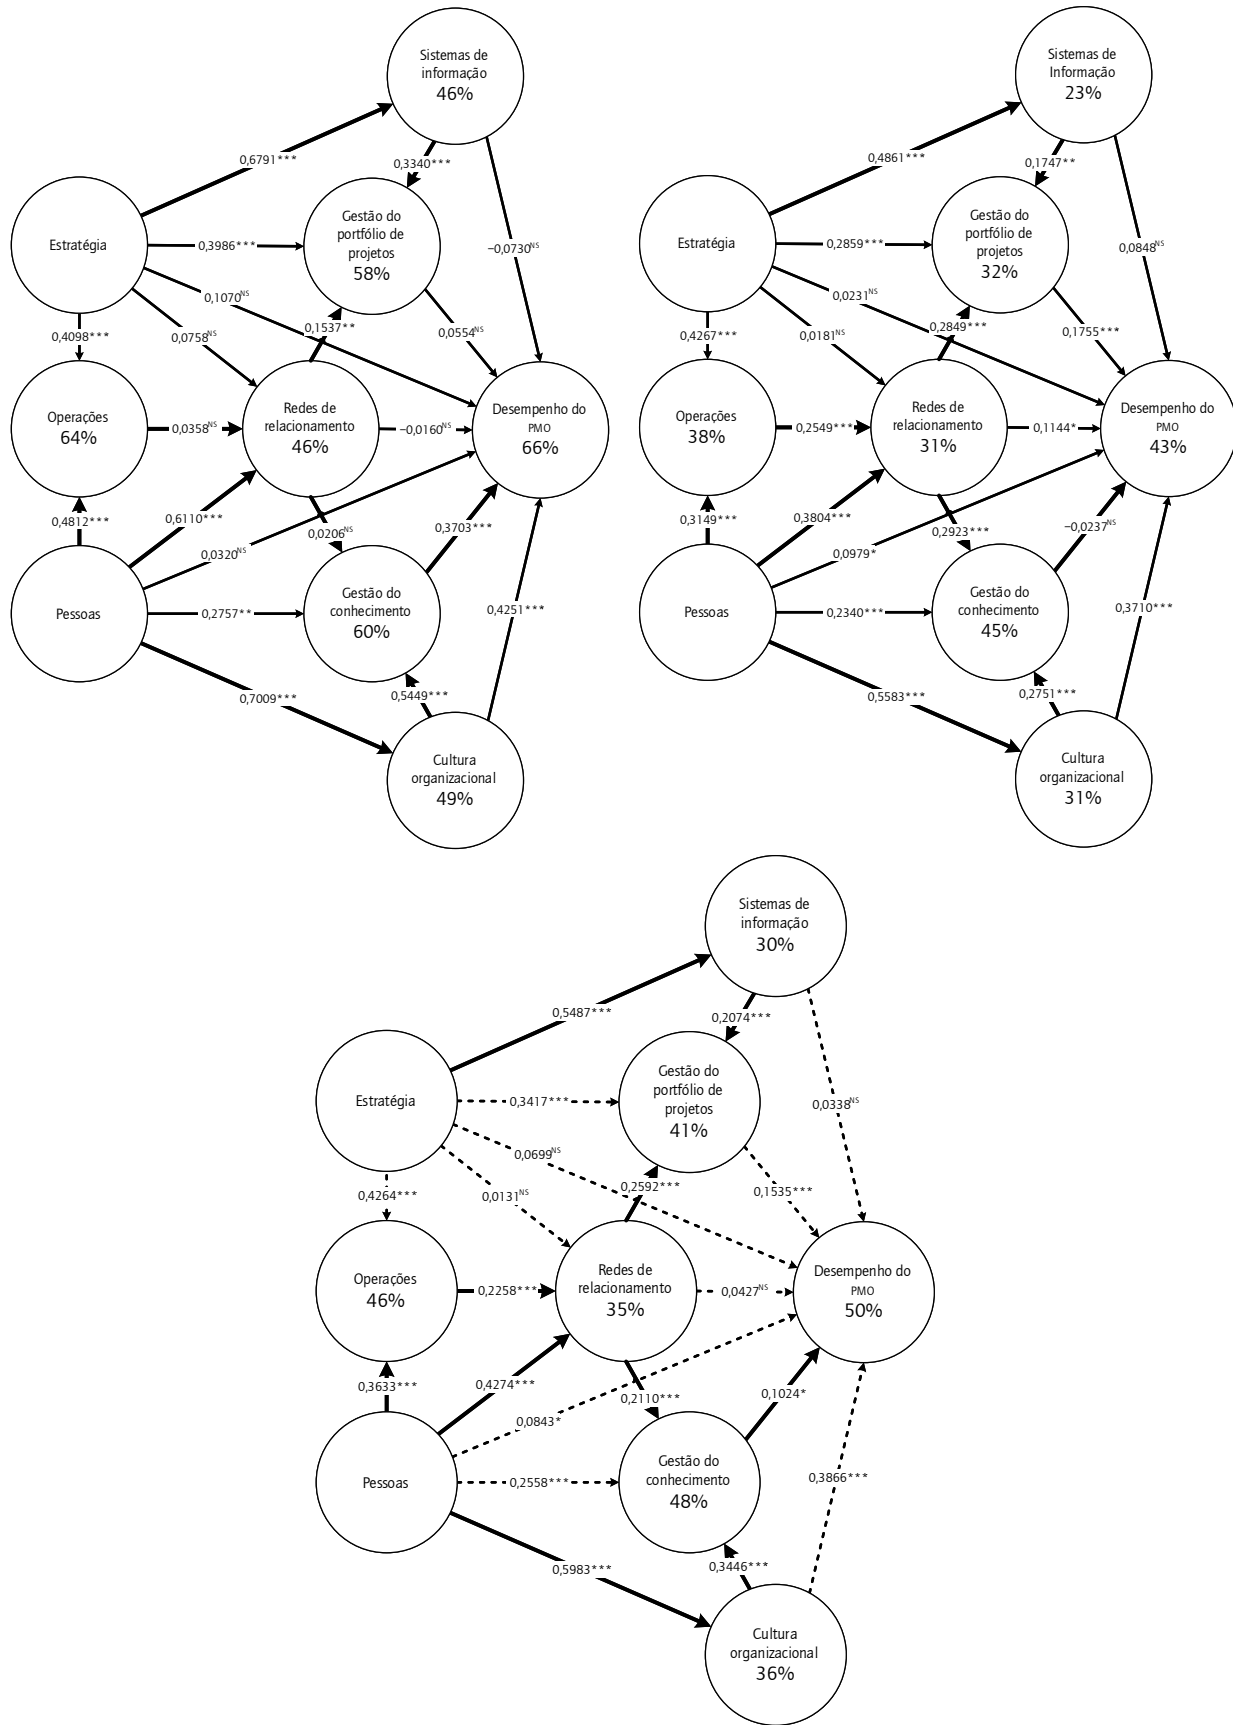 Sistemas de
informação
46%
0,6791***
0,3340***
Estratégia
Gestão do
portfólio de
projetos
58%
0,3986***
−0,0730NS
0,1070NS
0,4098***
0,0758NS
0,1537**
0,0554NS
Operações
64%
0,0358NS
Redes de
relacionamento
46%
−0,0160NS
Desempenho do
PMO
66%
0,4812***
0,6110***
0,0206NS
0,3703***
0,0320NS
Pessoas
0,2757**
Gestão do
conhecimento
60%
0,4251***
0,7009***
0,5449***
Cultura
organizacional
49%
Sistemas de
Informação
23%
0,4861***
0,1747**
Estratégia
Gestão do
portfólio de
projetos
32%
0,2859***
0,0848NS
0,0231NS
0,4267***
0,0181NS
0,2849***
0,1755***
Operações
38%
0,2549***
Redes de
relacionamento
31%
0,1144*
Desempenho do
PMO
43%
0,3149***
0,3804***
0,2923***
−0,0237NS
0,0979*
Pessoas
0,2340***
Gestão do
conhecimento
45%
0,3710***
0,5583***
0,2751***
Cultura
organizacional
31%
Sistemas de
informação
30%
0,5487***
0,2074***
Estratégia
Gestão do
portfólio de
projetos
41%
0,3417***
0,0338NS
0,0699NS
0,4264***
0,0131NS
0,2592***
0,1535***
Operações
46%
0,2258***
Redes de
relacionamento
35%
0,0427NS
Desempenho do
PMO
50%
0,3633***
0,4274***
0,2110***
0,1024*
0,0843*
Pessoas
0,2558***
Gestão do
conhecimento
48%
0,3866***
0,5983***
0,3446***
Cultura
organizacional
36%